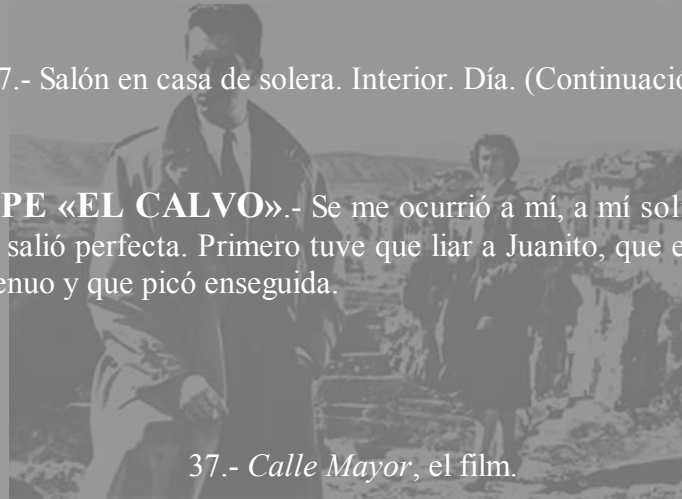 7.- Salón en casa de solera. Interior. Día. (Continuació
PE «EL CALVO».- Se me ocurrió a mí, a mí sol
salió perfecta. Primero tuve que liar a Juanito, que e
enuo y que picó enseguida.
37.- Calle Mayor, el film.